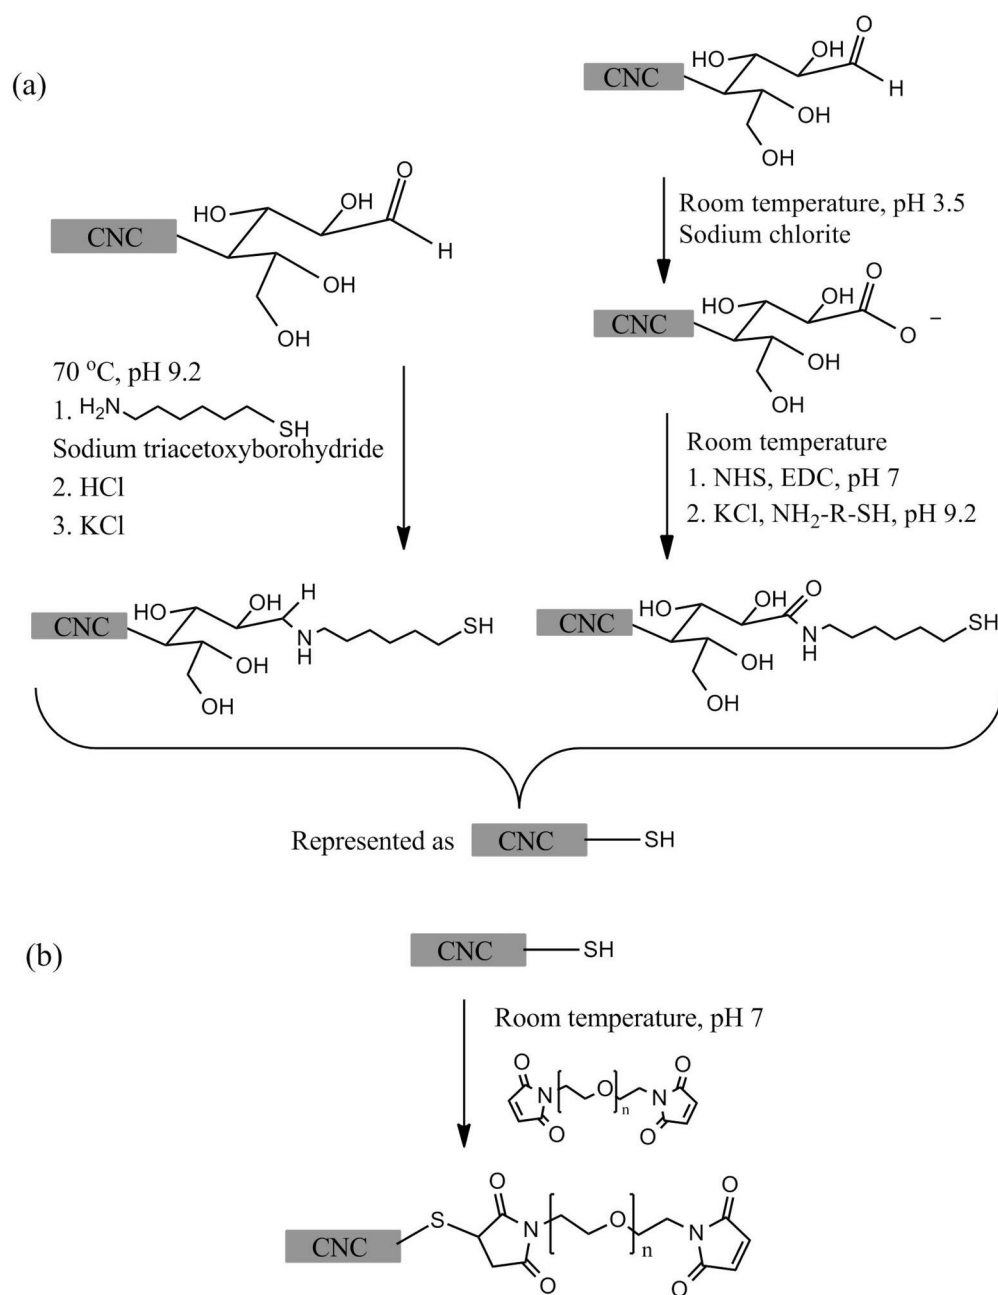 (a)
HO
OH
O
CNC
H
OH
OH
Room temperature, pH 3.5
Sodium chlorite
HO
OH
O
CNC
H
OH
OH
HO
OH
O
CNC
O
–
OH
OH
70 °C, pH 9.2
1. H₂N
SH
Sodium triacetoxyborohydride
2. HCl
3. KCl
Room temperature
1. NHS, EDC, pH 7
2. KCl, NH₂-R-SH, pH 9.2
H
HO
OH
SH
CNC
N
H
OH
OH
HO
OH
O
SH
CNC
N
H
OH
OH
Represented as CNC SH
(b)
CNC SH
Room temperature, pH 7
O
N
O
O
n
O
N
O
O
S
N
O
O
n
O
N
O
CNC